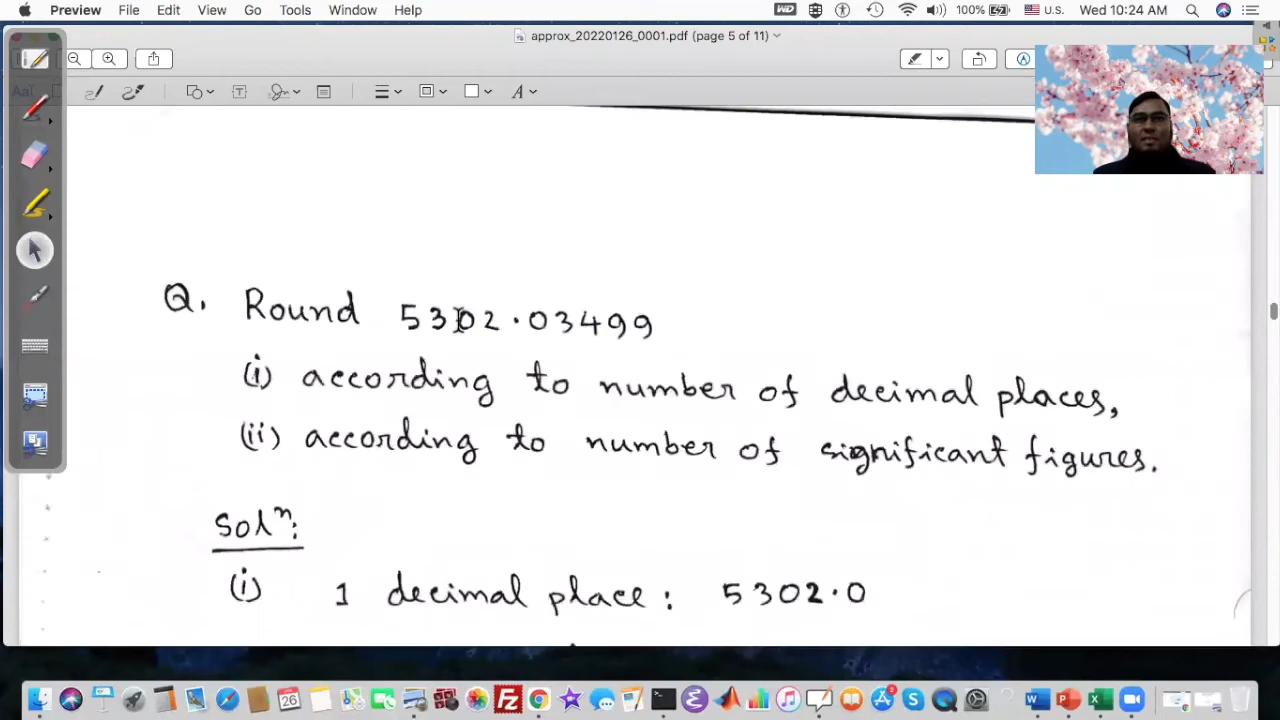 Preview File Edit View Go Tools Window Help 100% U.S. Wed 10:24 AM
approx_20220126_0001.pdf (page 5 of 11)
Q. Round 5302.03499
(i) according to number of decimal places,
(ii) according to number of significant figures.
Solⁿ:
(i) 1 decimal place : 5302.0